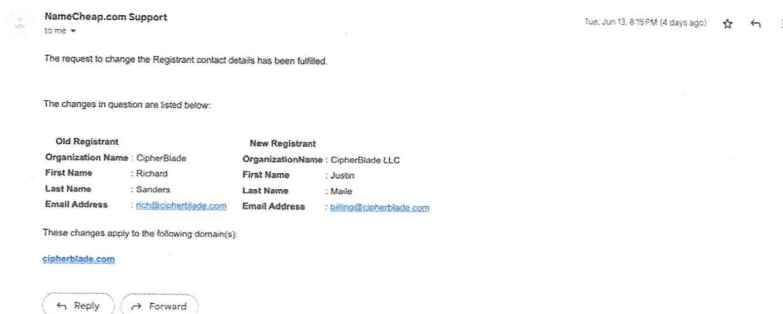 NameCheap.com Support
Tue, Jun 13, 8:15 PM (4 days ago)
to me
The request to change the Registrant contact details has been fulfilled.
The changes in question are listed below:
Old Registrant New Registrant
Organization Name : CipherBlade OrganizationName : CipherBlade LLC
First Name : Richard First Name : Justin
Last Name : Sanders Last Name : Maile
Email Address : rich@cipherblade.com Email Address : billing@cipherblade.com
These changes apply to the following domain(s):
cipherblade.com
Reply Forward